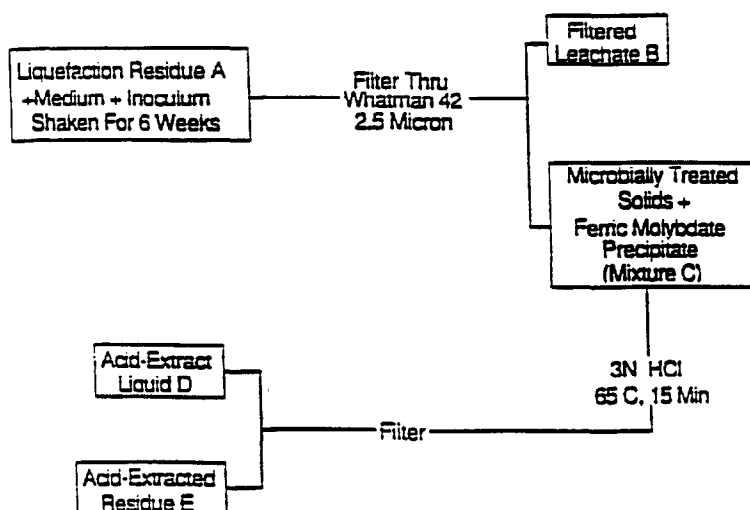 Liquefaction Residue A
+Medium + Inoculum
Shaken For 6 Weeks
Filter Thru
Whatman 42
2.5 Micron
Filtered
Leachate B
Microbially Treated
Solids +
Ferric Molybdate
Precipitate
(Mixture C)
3N HCl
65 C, 15 Min
Filter
Acid-Extract
Liquid D
Acid-Extracted
Residue E